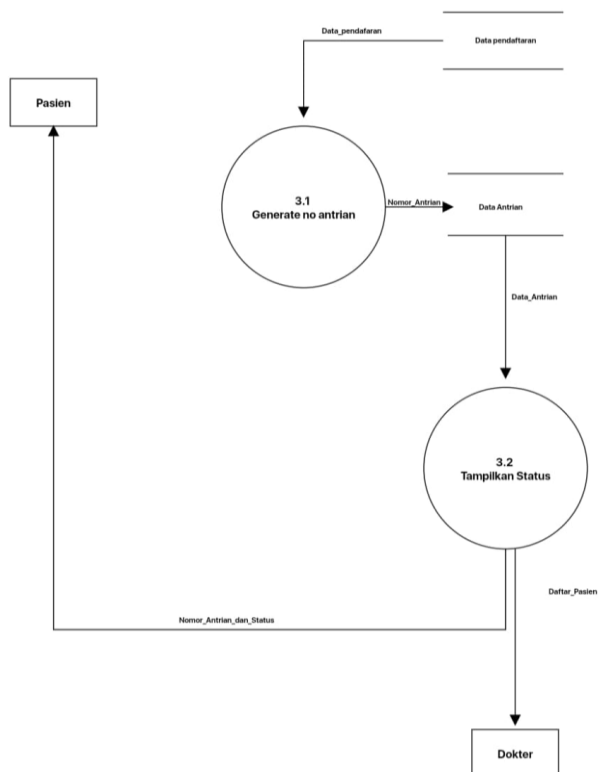 Data_pendafaran
Data pendaftaran
Pasien
3.1
Generate no antrian
Nomor_Antrian
Data Antrian
Data_Antrian
3.2
Tampilkan Status
Daftar_Pasien
Nomor_Antrian_dan_Status
Dokter